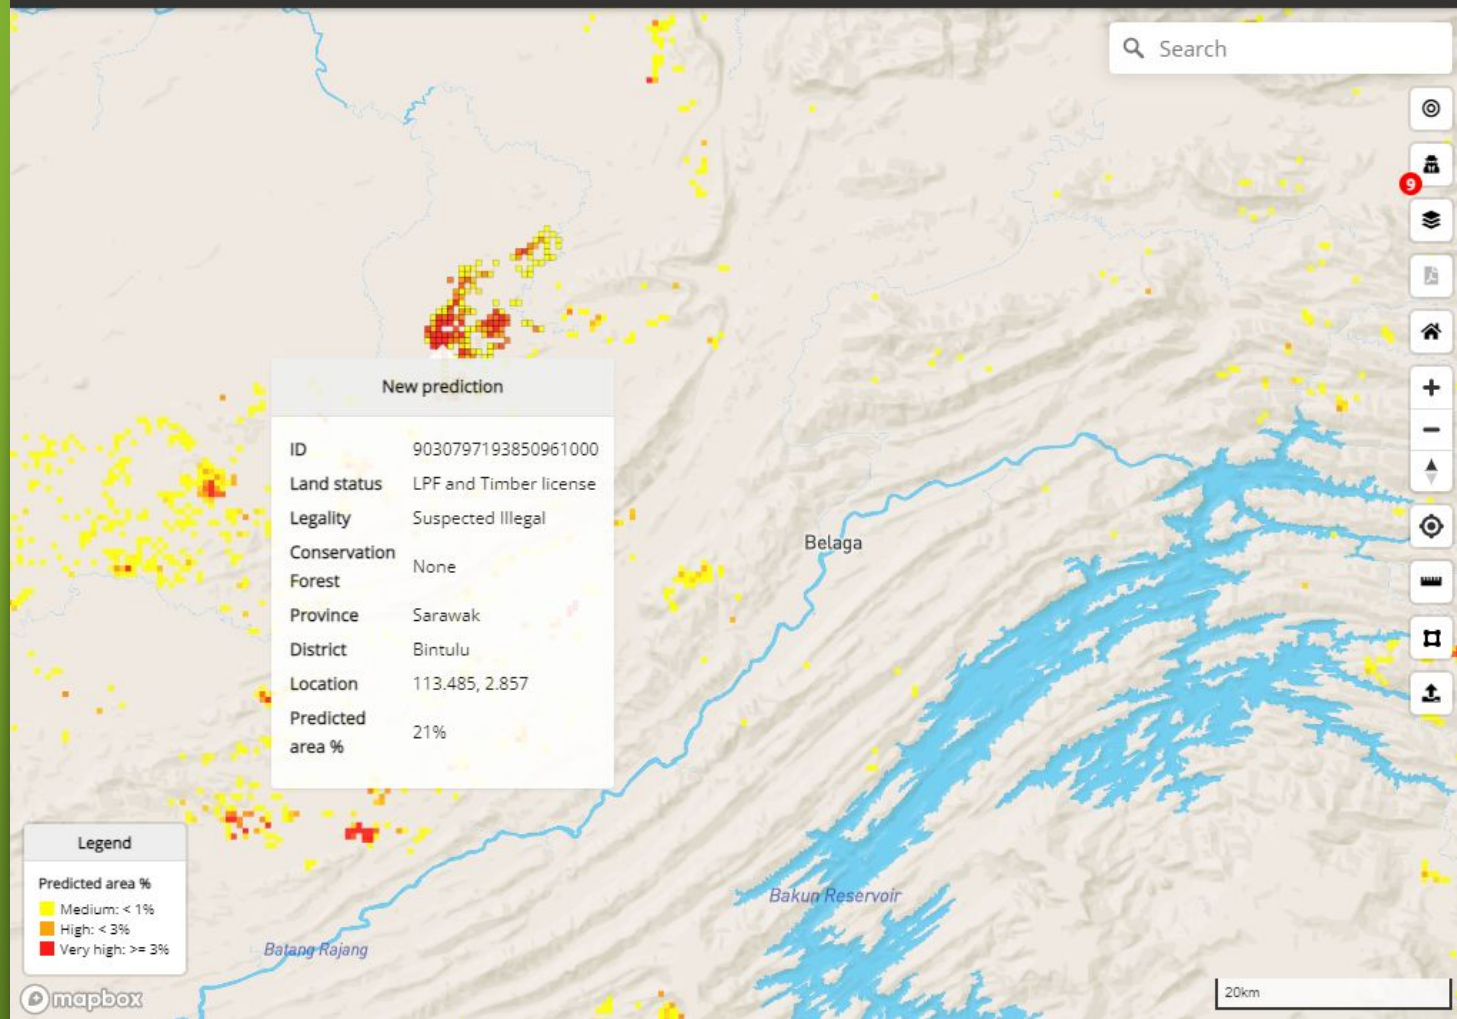 Search
9
New prediction
ID 9030797193850961000
Land status LPF and Timber license
Legality Suspected Illegal
Conservation
Forest None
Province Sarawak
District Bintulu
Location 113.485, 2.857
Predicted
area % 21%
Belaga
Legend
Predicted area %
Medium: < 1%
High: < 3%
Very high: >= 3%
Bakun Reservoir
Batang Rajang
mapbox
20km